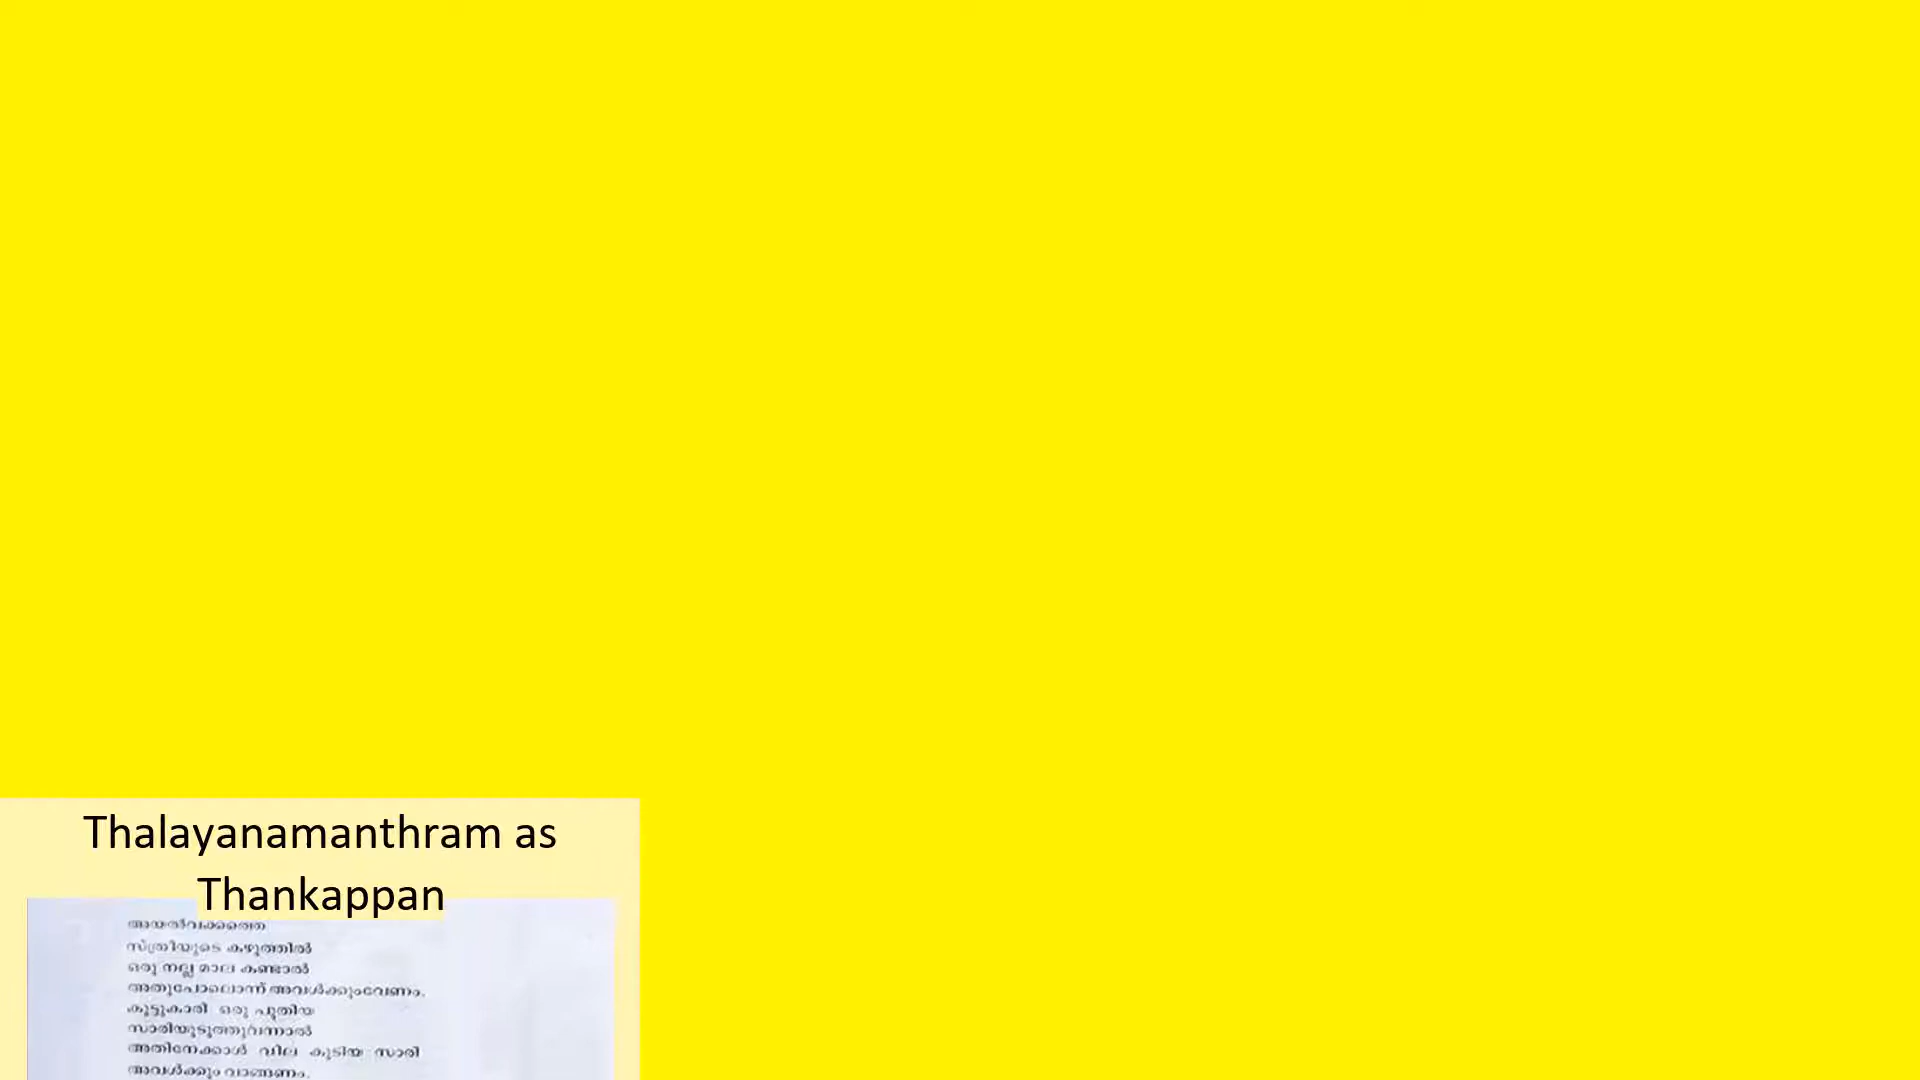 Thalayanamanthram as
Thankappan
അയൽവക്കത്തെ
സ്ത്രീയുടെ കഴുത്തിൽ
ഒരു നല്ല മാല കണ്ടാൽ
അതുപോലൊന്ന് അവൾക്കുംവേണം.
കൂട്ടുകാരി ഒരു പുതിയ
സാരിയുടുത്തുവന്നാൽ
അതിനേക്കാൾ വില കൂടിയ സാരി
അവൾക്കും വാങ്ങണം.